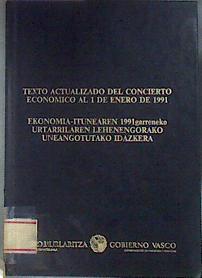 TEXTO ACTUALIZADO DEL CONCIERTO
ECONOMICO AL 1 DE ENERO DE 1991
EKONOMIA-ITUNEAREN 1991garreneko
URTARRILAREN LEHENENGORAKO
UNEANGOTUTAKO IDAZKERA
GOBIERNO VASCO